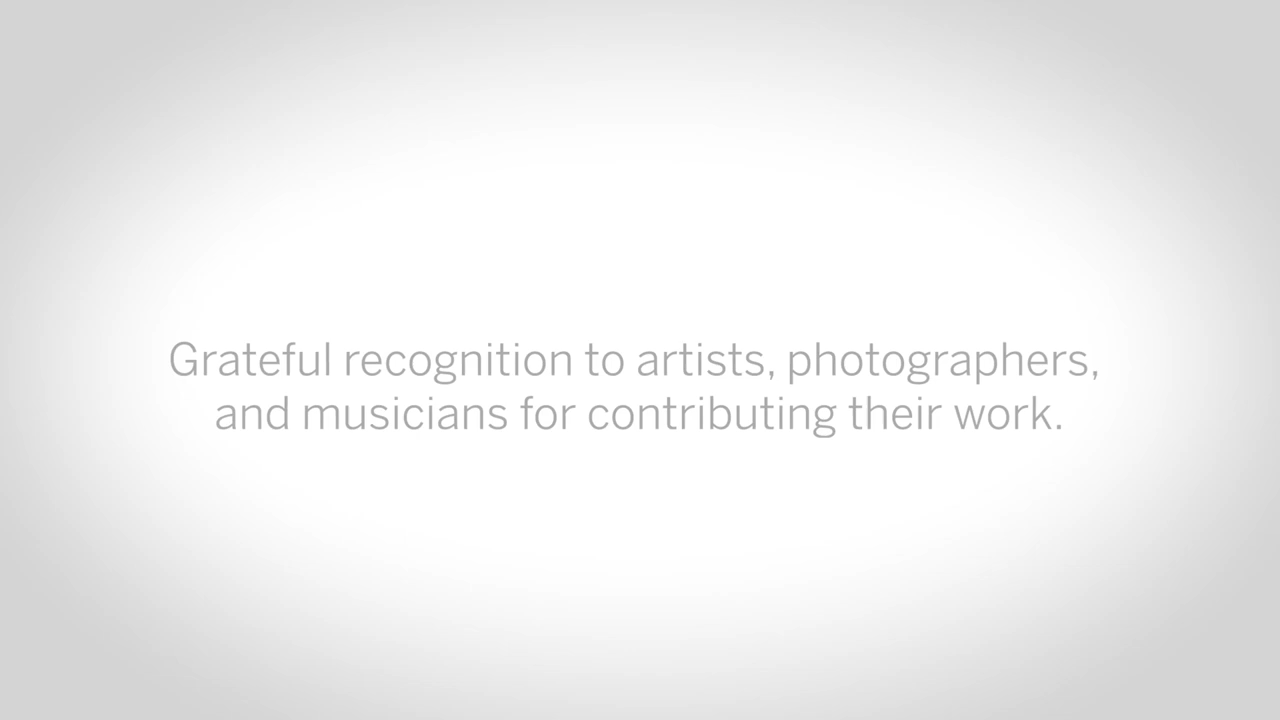 Grateful recognition to artists, photographers,
and musicians for contributing their work.